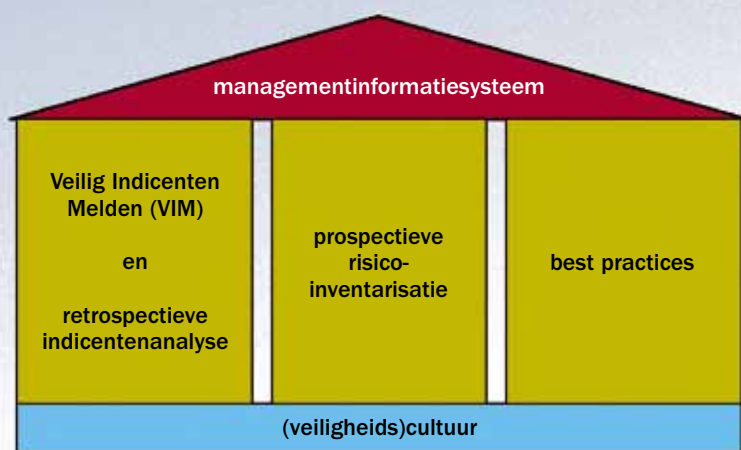 managementinformatiesysteem
Veilig Indicenten
Melden (VIM)
en
retrospectieve
indicentenanalyse
prospectieve
risico-
inventarisatie
best practices
(veiligheids)cultuur